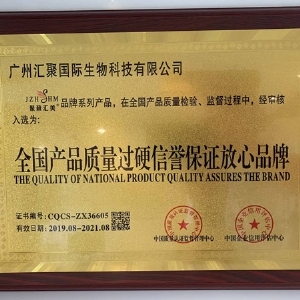 广州汇聚国际生物科技有限公司
JZH SHM
品牌系列产品，在全国产品质量检验、监督过程中，经审核
入选为：
全国产品质量过硬信誉保证放心品牌
THE QUALITY OF NATIONAL PRODUCT QUALITY ASSURES THE BRAND
证书编号:CQCS-ZX36605
有效日期:2019.08-2021.08